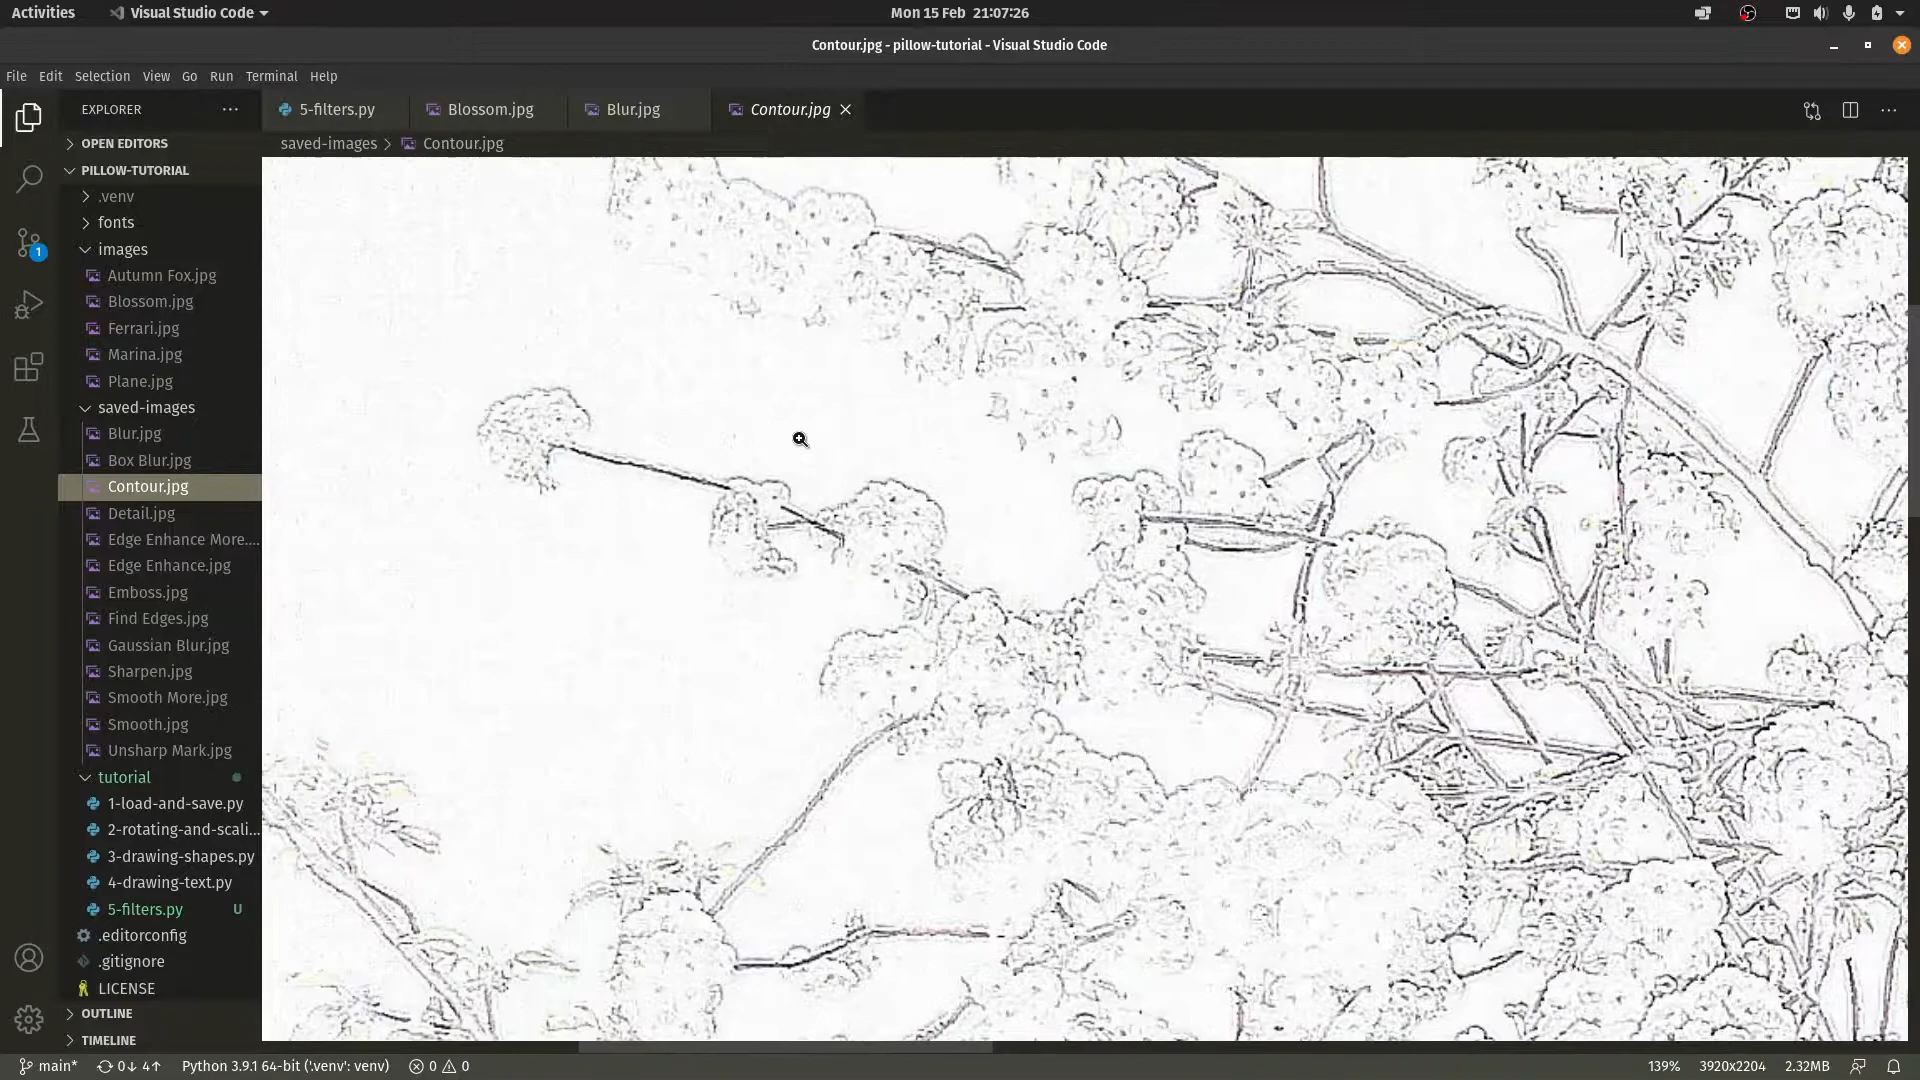 Activities
Visual Studio Code
Mon 15 Feb 21:07:26
Contour.jpg - pillow-tutorial - Visual Studio Code
File Edit Selection View Go Run Terminal Help
EXPLORER
5-filters.py
Blossom.jpg
Blur.jpg
Contour.jpg
saved-images > Contour.jpg
OPEN EDITORS
PILLOW-TUTORIAL
.venv
fonts
images
Autumn Fox.jpg
Blossom.jpg
Ferrari.jpg
Marina.jpg
Plane.jpg
saved-images
Blur.jpg
Box Blur.jpg
Contour.jpg
Detail.jpg
Edge Enhance More....
Edge Enhance.jpg
Emboss.jpg
Find Edges.jpg
Gaussian Blur.jpg
Sharpen.jpg
Smooth More.jpg
Smooth.jpg
Unsharp Mark.jpg
tutorial
1-load-and-save.py
2-rotating-and-scali...
3-drawing-shapes.py
4-drawing-text.py
5-filters.py U
.editorconfig
.gitignore
LICENSE
OUTLINE
TIMELINE
1
main* 0↓ 4↑ Python 3.9.1 64-bit ('.venv': venv) 0 0
139% 3920x2204 2.32MB